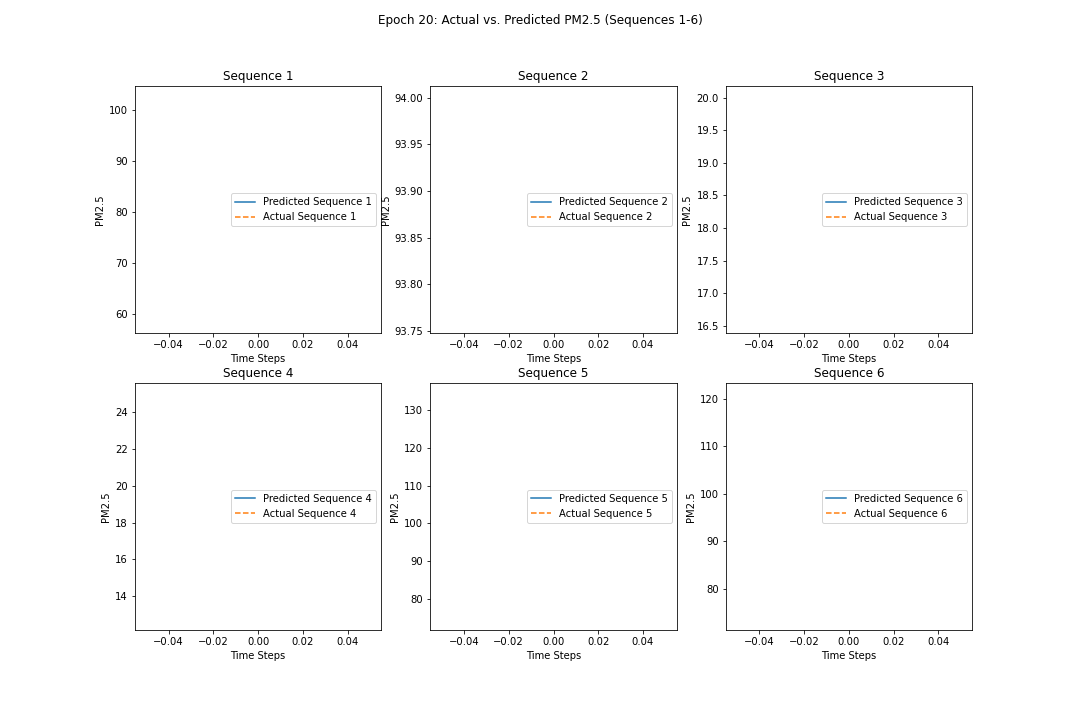 Epoch 20: Actual vs. Predicted PM2.5 (Sequences 1-6)
Sequence 1
100
90
80
70
60
PM2.5
Predicted Sequence 1
Actual Sequence 1
−0.04 −0.02 0.00 0.02 0.04
Time Steps
Sequence 2
94.00
93.95
93.90
93.85
93.80
93.75
PM2.5
Predicted Sequence 2
Actual Sequence 2
−0.04 −0.02 0.00 0.02 0.04
Time Steps
Sequence 3
20.0
19.5
19.0
18.5
18.0
17.5
17.0
16.5
PM2.5
Predicted Sequence 3
Actual Sequence 3
−0.04 −0.02 0.00 0.02 0.04
Time Steps
Sequence 4
24
22
20
18
16
14
PM2.5
Predicted Sequence 4
Actual Sequence 4
−0.04 −0.02 0.00 0.02 0.04
Time Steps
Sequence 5
130
120
110
100
90
80
PM2.5
Predicted Sequence 5
Actual Sequence 5
−0.04 −0.02 0.00 0.02 0.04
Time Steps
Sequence 6
120
110
100
90
80
PM2.5
Predicted Sequence 6
Actual Sequence 6
−0.04 −0.02 0.00 0.02 0.04
Time Steps